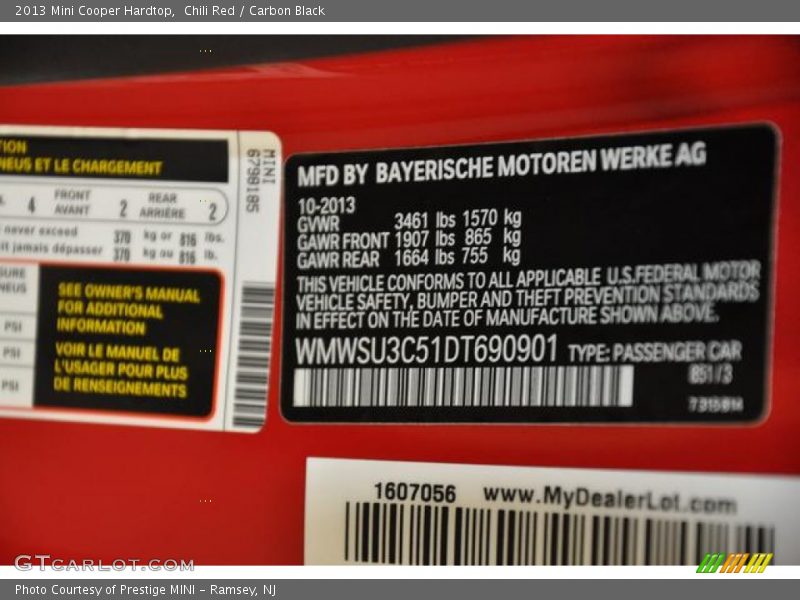 2013 Mini Cooper Hardtop,  Chili Red / Carbon Black
TION
NEUS ET LE CHARGEMENT
4 FRONT AVANT 2 REAR ARRIÈRE 2
never exceed 370 kg or 816 lbs.
it jamais dépasser 370 kg ou 816 lb.
SURE
NEUS
PSI
PSI
PSI
SEE OWNER'S MANUAL
FOR ADDITIONAL
INFORMATION
VOIR LE MANUEL DE
L'USAGER POUR PLUS
DE RENSEIGNEMENTS
MINI
6798185
MFD BY BAYERISCHE MOTOREN WERKE AG
10-2013
GVWR 3461 lbs 1570 kg
GAWR FRONT 1907 lbs 865 kg
GAWR REAR 1664 lbs 755 kg
THIS VEHICLE CONFORMS TO ALL APPLICABLE U.S.FEDERAL MOTOR
VEHICLE SAFETY, BUMPER AND THEFT PREVENTION STANDARDS
IN EFFECT ON THE DATE OF MANUFACTURE SHOWN ABOVE.
WMWSU3C51DT690901 TYPE: PASSENGER CAR
851/3
1607056 www.MyDealerLot.com
GTcarlot.com
Photo Courtesy of Prestige MINI - Ramsey, NJ